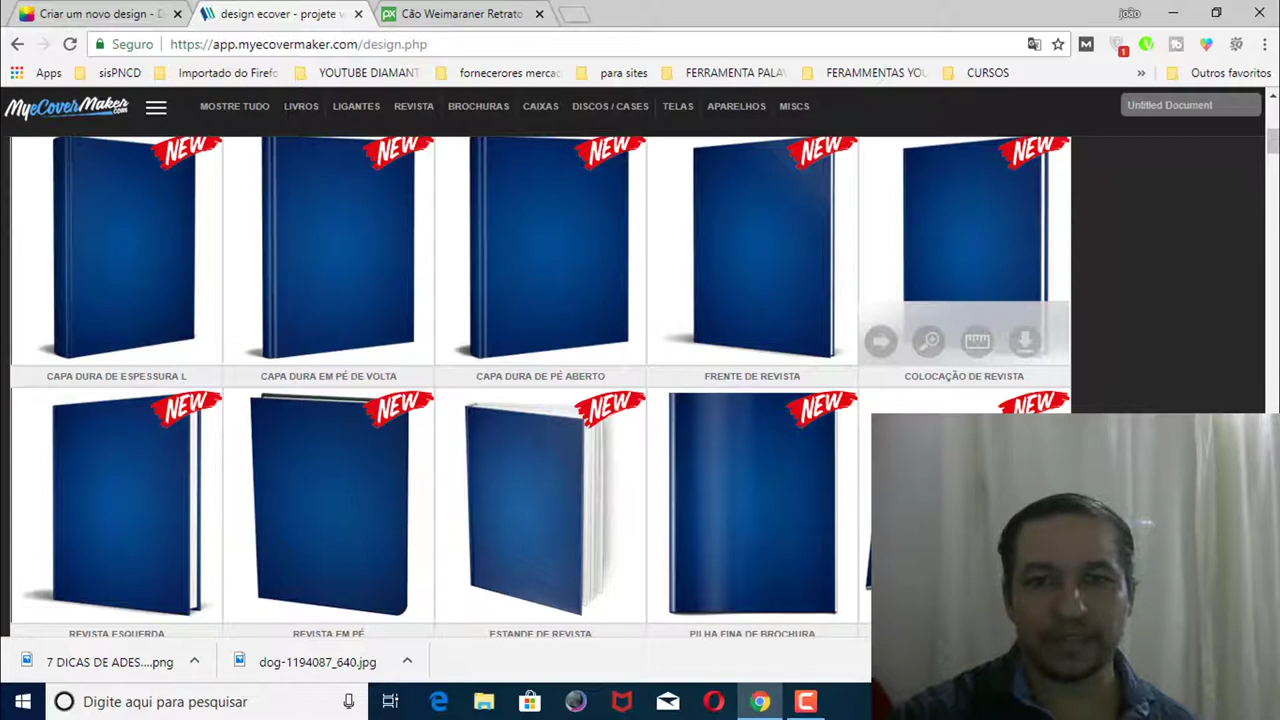 Criar um novo design - D
design ecover - projete v
Cão Weimaraner Retrato
joão
Seguro
https://app.myecovermaker.com/design.php
1
Apps
sisPNCD
Importado do Firefo
YOUTUBE DIAMANT
fornecerores mercad
para sites
FERRAMENTA PALAV
FERAMMENTAS YOU
CURSOS
»
Outros favoritos
MyeCoverMaker.com
MOSTRE TUDO
LIVROS
LIGANTES
REVISTA
BROCHURAS
CAIXAS
DISCOS / CASES
TELAS
APARELHOS
MISCS
Untitled Document
NEW
NEW
NEW
NEW
NEW
CAPA DURA DE ESPESSURA L
CAPA DURA EM PÉ DE VOLTA
CAPA DURA DE PÉ ABERTO
FRENTE DE REVISTA
COLOCAÇÃO DE REVISTA
NEW
NEW
NEW
NEW
NEW
REVISTA ESQUERDA
REVISTA EM PÉ
ESTANDE DE REVISTA
PILHA FINA DE BROCHURA
7 DICAS DE ADES....png
dog-1194087_640.jpg
Digite aqui para pesquisar